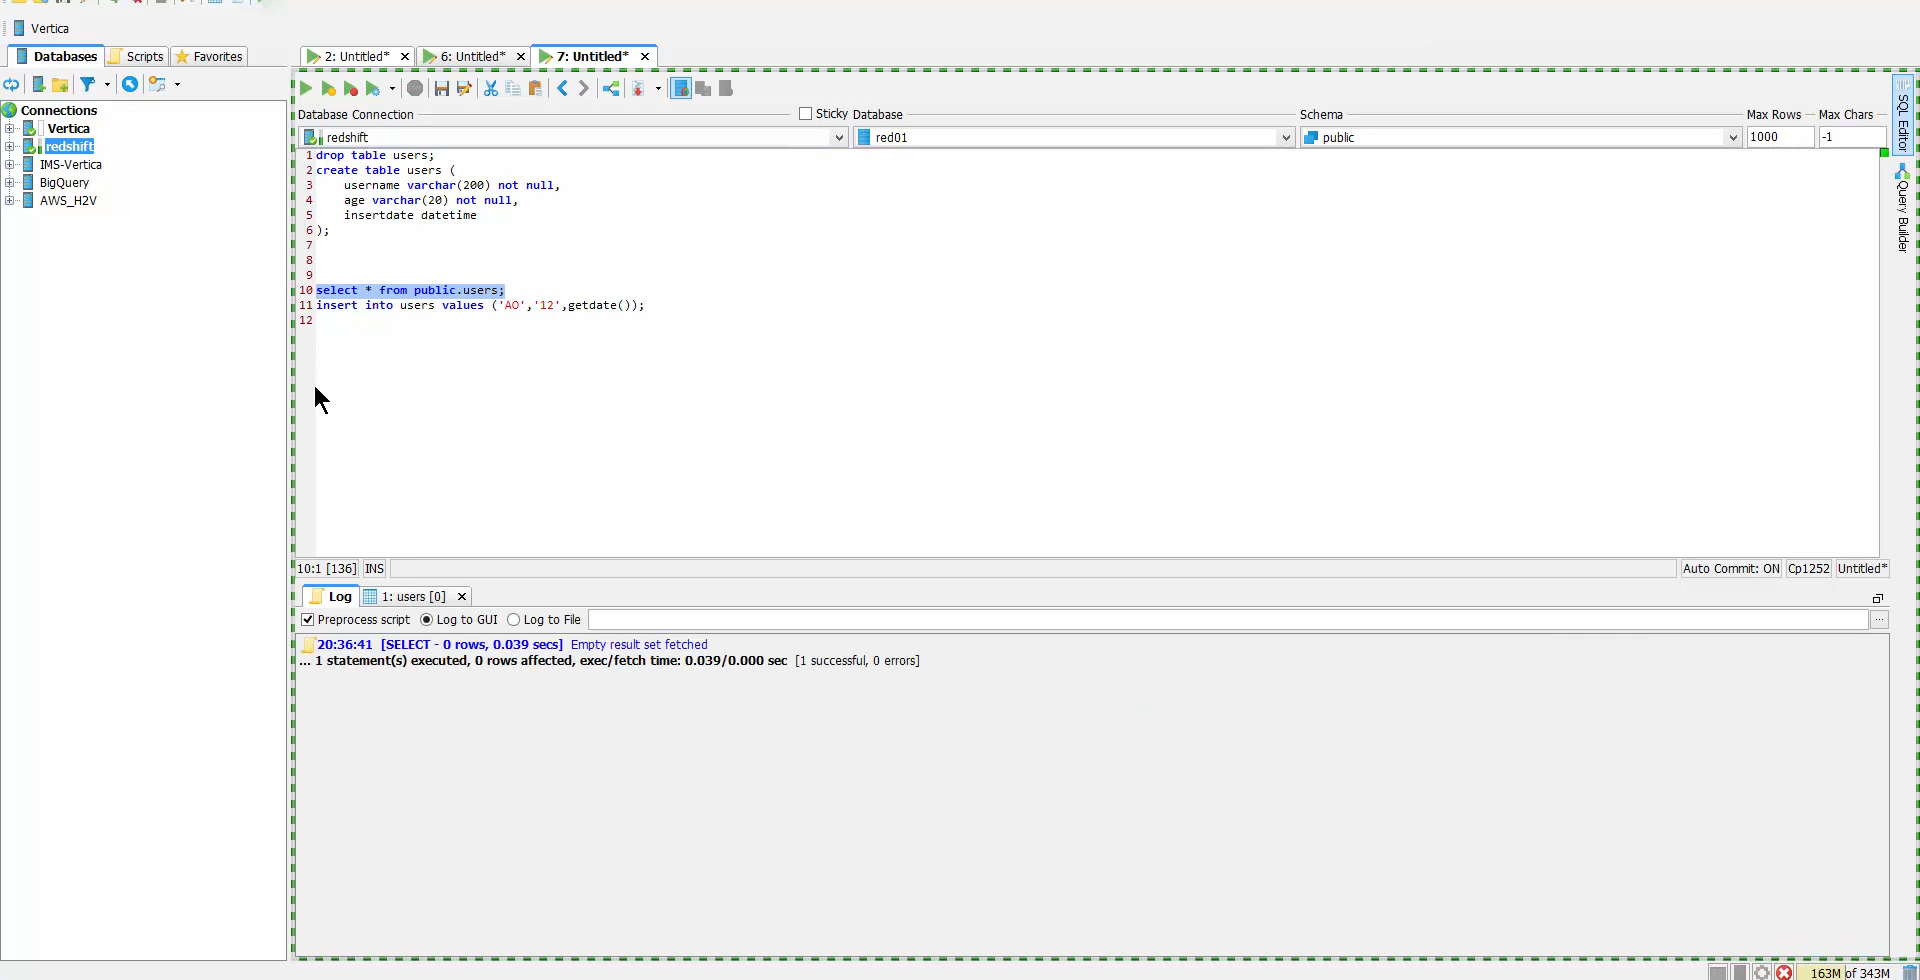 Vertica
Databases Scripts Favorites
2: Untitled* 6: Untitled* 7: Untitled*
Connections
Vertica
redshift
IMS-Vertica
BigQuery
AWS_H2V
Database Connection Sticky Database Schema Max Rows Max Chars
redshift red01 public 1000 -1
1 drop table users;
2 create table users (
3 username varchar(200) not null,
4 age varchar(20) not null,
5 insertdate datetime
6 );
7
8
9
10 select * from public.users;
11 insert into users values ('AO','12',getdate());
12
SQL Editor
Query Builder
10:1 [136] INS Auto Commit: ON Cp1252 Untitled*
Log 1: users [0]
Preprocess script Log to GUI Log to File ...
20:36:41 [SELECT - 0 rows, 0.039 secs] Empty result set fetched
... 1 statement(s) executed, 0 rows affected, exec/fetch time: 0.039/0.000 sec [1 successful, 0 errors]
163M of 343M